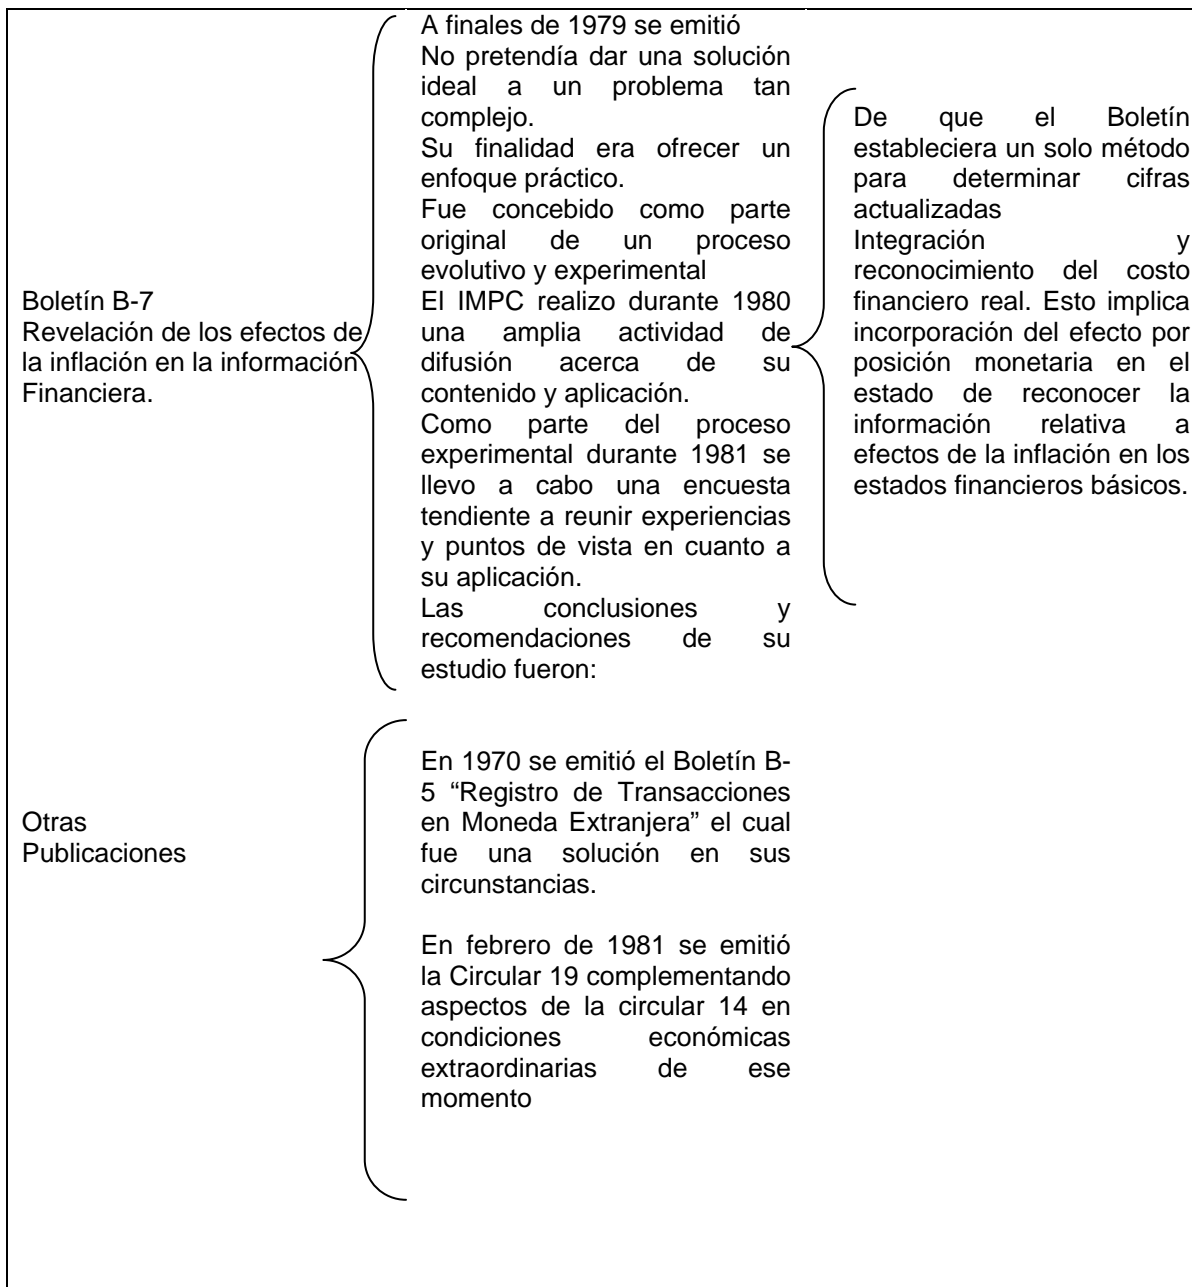 Boletín B-7
Revelación de los efectos de
la inflación en la información
Financiera.
A finales de 1979 se emitió
No pretendía dar una solución
ideal a un problema tan
complejo.
Su finalidad era ofrecer un
enfoque práctico.
Fue concebido como parte
original de un proceso
evolutivo y experimental
El IMPC realizo durante 1980
una amplia actividad de
difusión acerca de su
contenido y aplicación.
Como parte del proceso
experimental durante 1981 se
llevo a cabo una encuesta
tendiente a reunir experiencias
y puntos de vista en cuanto a
su aplicación.
Las conclusiones y
recomendaciones de su
estudio fueron:
De que el Boletín
estableciera un solo método
para determinar cifras
actualizadas
Integración y
reconocimiento del costo
financiero real. Esto implica
incorporación del efecto por
posición monetaria en el
estado de reconocer la
información relativa a
efectos de la inflación en los
estados financieros básicos.
Otras
Publicaciones
En 1970 se emitió el Boletín B-
5 “Registro de Transacciones
en Moneda Extranjera” el cual
fue una solución en sus
circunstancias.
En febrero de 1981 se emitió
la Circular 19 complementando
aspectos de la circular 14 en
condiciones económicas
extraordinarias de ese
momento